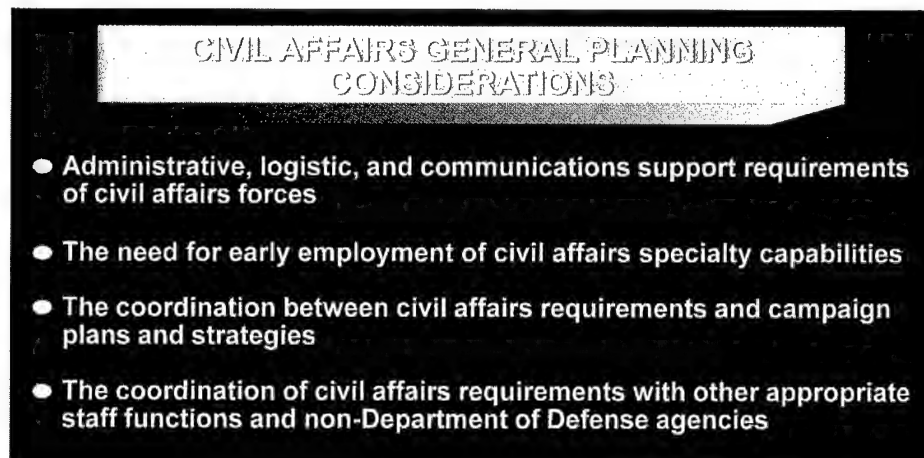 CIVIL AFFAIRS GENERAL PLANNING
CONSIDERATIONS
● Administrative, logistic, and communications support requirements
of civil affairs forces
● The need for early employment of civil affairs specialty capabilities
● The coordination between civil affairs requirements and campaign
plans and strategies
● The coordination of civil affairs requirements with other appropriate
staff functions and non-Department of Defense agencies